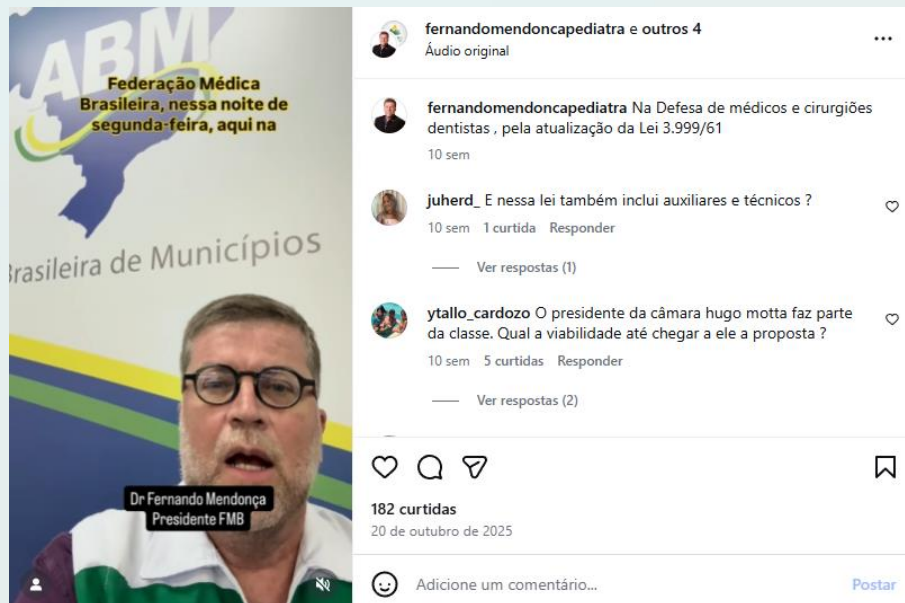 ABM
Federação Médica
Brasileira, nessa noite de
segunda-feira, aqui na
Brasileira de Municípios
Dr Fernando Mendonça
Presidente FMB
fernandomendoncapediatra e outros 4
Áudio original
fernandomendoncapediatra Na Defesa de médicos e cirurgiões
dentistas , pela atualização da Lei 3.999/61
10 sem
juherd_ E nessa lei também inclui auxiliares e técnicos ?
10 sem 1 curtida Responder
Ver respostas (1)
ytallo_cardozo O presidente da câmara hugo motta faz parte
da classe. Qual a viabilidade até chegar a ele a proposta ?
10 sem 5 curtidas Responder
Ver respostas (2)
182 curtidas
20 de outubro de 2025
Adicione um comentário...
Postar